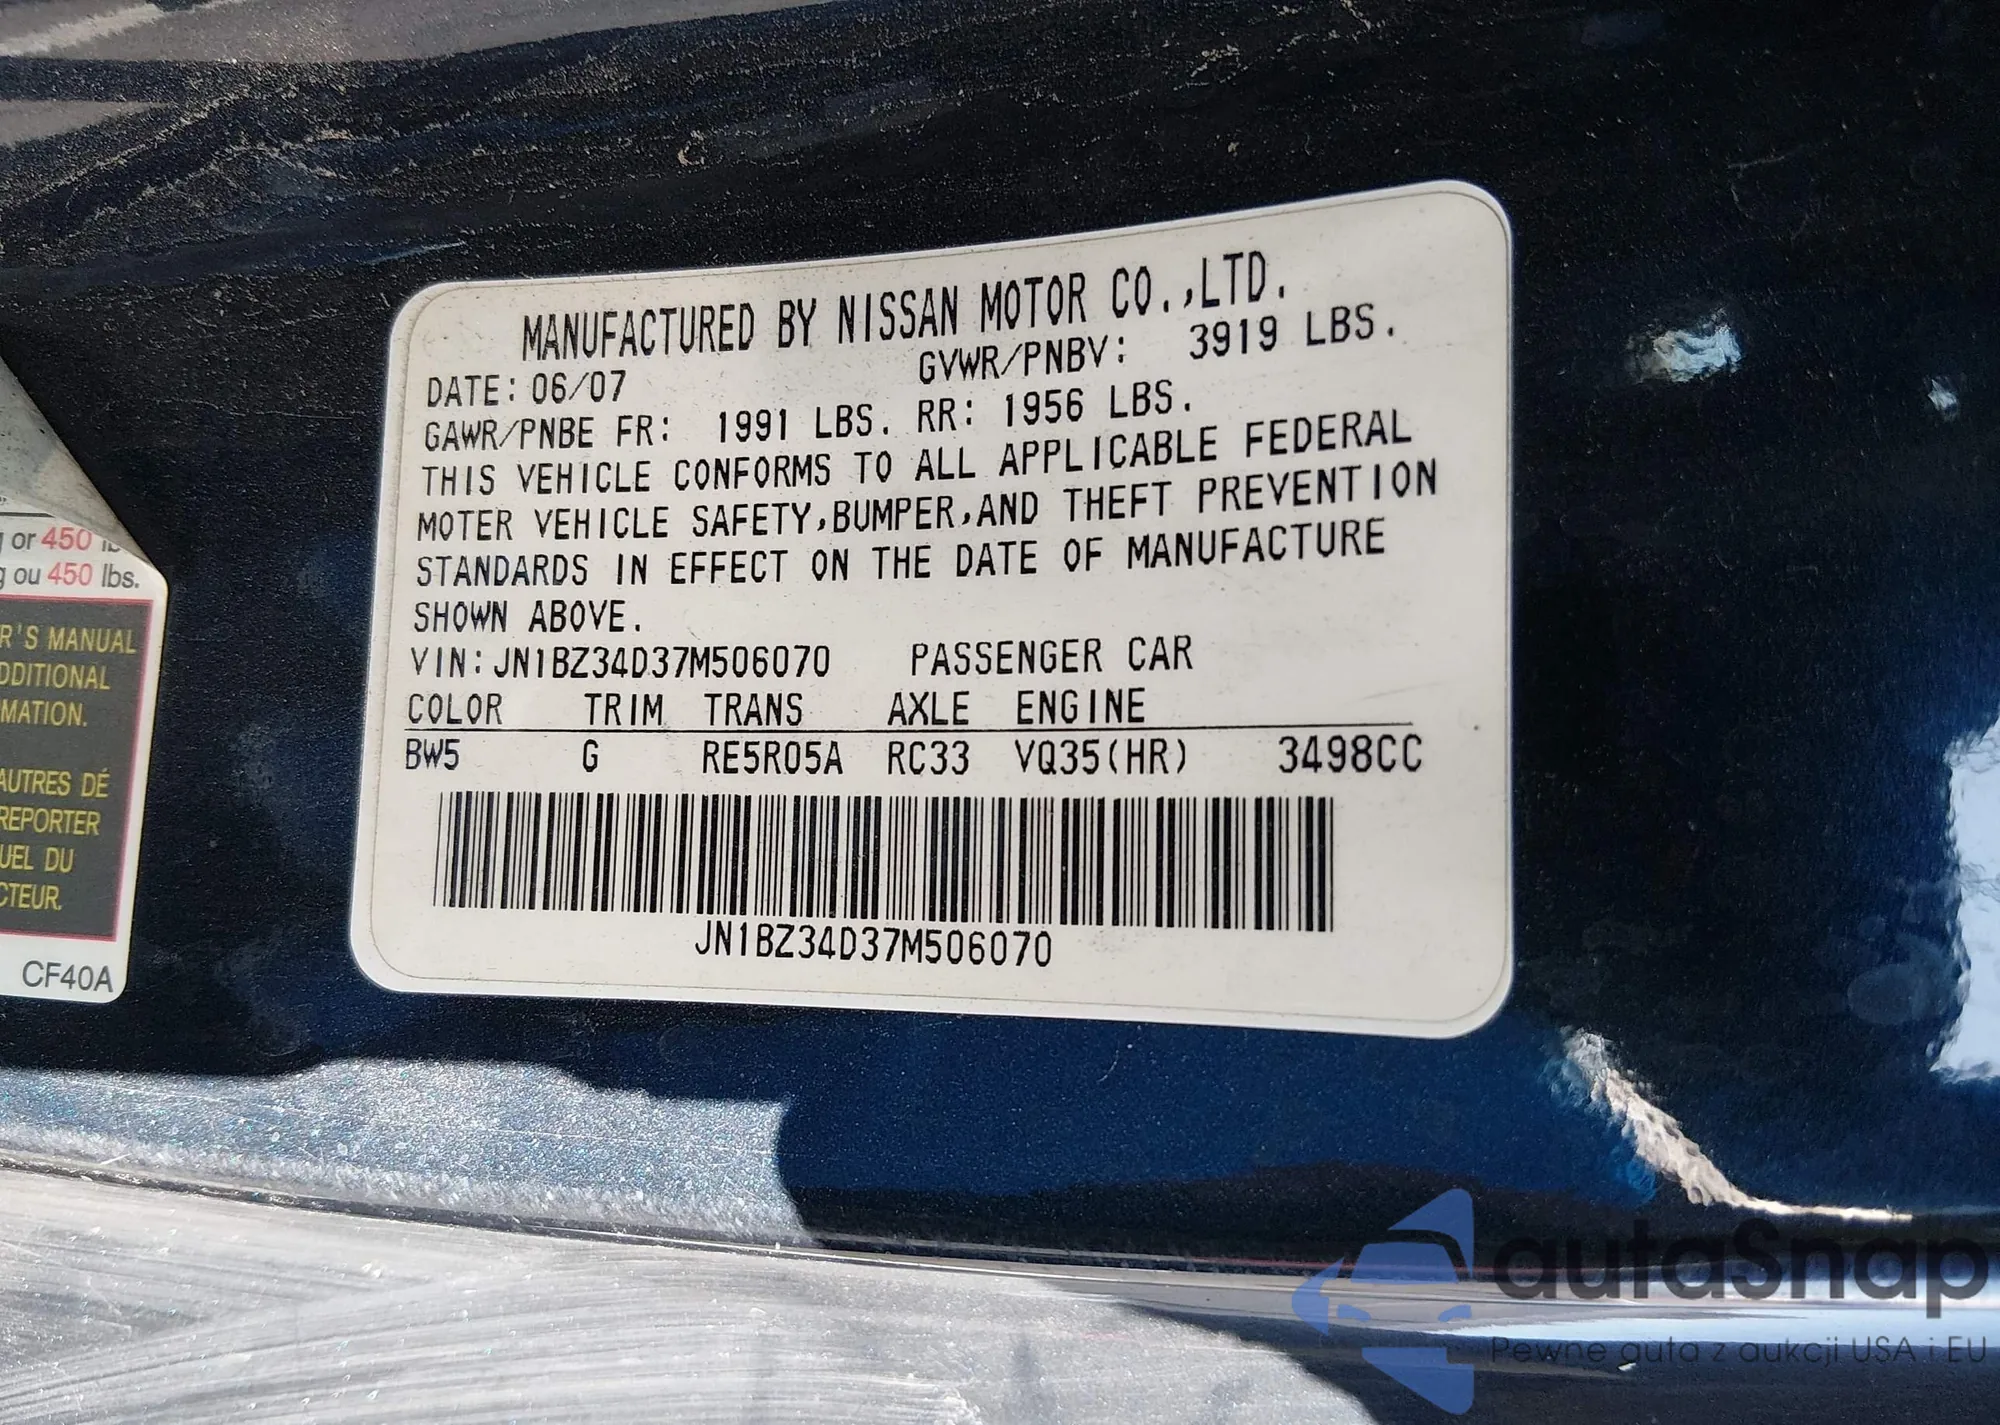 MANUFACTURED BY NISSAN MOTOR CO.,LTD.
DATE: 06/07 GVWR/PNBV: 3919 LBS.
GAWR/PNBE FR: 1991 LBS. RR: 1956 LBS.
THIS VEHICLE CONFORMS TO ALL APPLICABLE FEDERAL
MOTER VEHICLE SAFETY,BUMPER,AND THEFT PREVENTION
STANDARDS IN EFFECT ON THE DATE OF MANUFACTURE
SHOWN ABOVE.
VIN: JN1BZ34D37M506070 PASSENGER CAR
COLOR TRIM TRANS AXLE ENGINE
BW5 G RE5R05A RC33 VQ35(HR) 3498CC
JN1BZ34D37M506070
or 450
ou 450 lbs.
R'S MANUAL
DDITIONAL
MATION.
AUTRES DÉ
REPORTER
UEL DU
CTEUR.
CF40A
autaSnap
Pewne auta z aukcji USA i EU